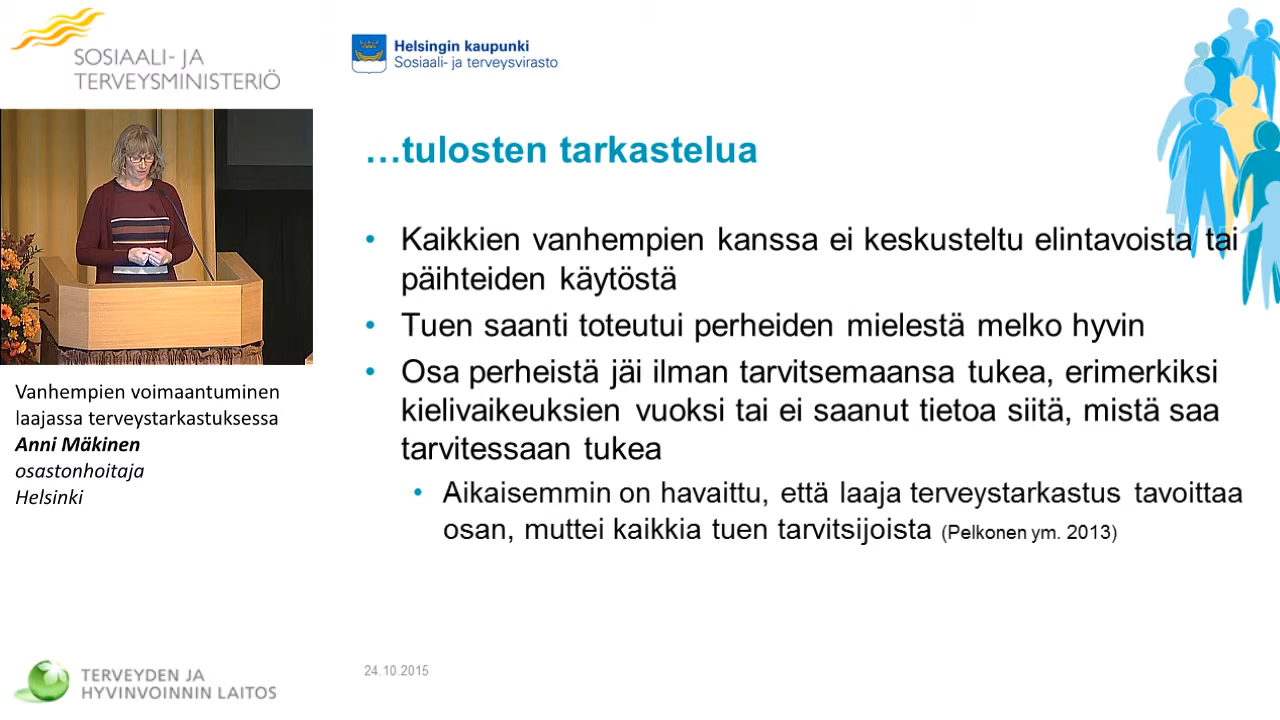 SOSIAALI- JA
TERVEYSMINISTERIÖ
Helsingin kaupunki
Sosiaali- ja terveysvirasto
…tulosten tarkastelua
• Kaikkien vanhempien kanssa ei keskusteltu elintavoista tai
päihteiden käytöstä
• Tuen saanti toteutui perheiden mielestä melko hyvin
• Osa perheistä jäi ilman tarvitsemaansa tukea, erimerkiksi
kielivaikeuksien vuoksi tai ei saanut tietoa siitä, mistä saa
tarvitessaan tukea
• Aikaisemmin on havaittu, että laaja terveystarkastus tavoittaa
osan, muttei kaikkia tuen tarvitsijoista (Pelkonen ym. 2013)
Vanhempien voimaantuminen
laajassa terveystarkastuksessa
Anni Mäkinen
osastonhoitaja
Helsinki
TERVEYDEN JA
HYVINVOINNIN LAITOS
24.10.2015